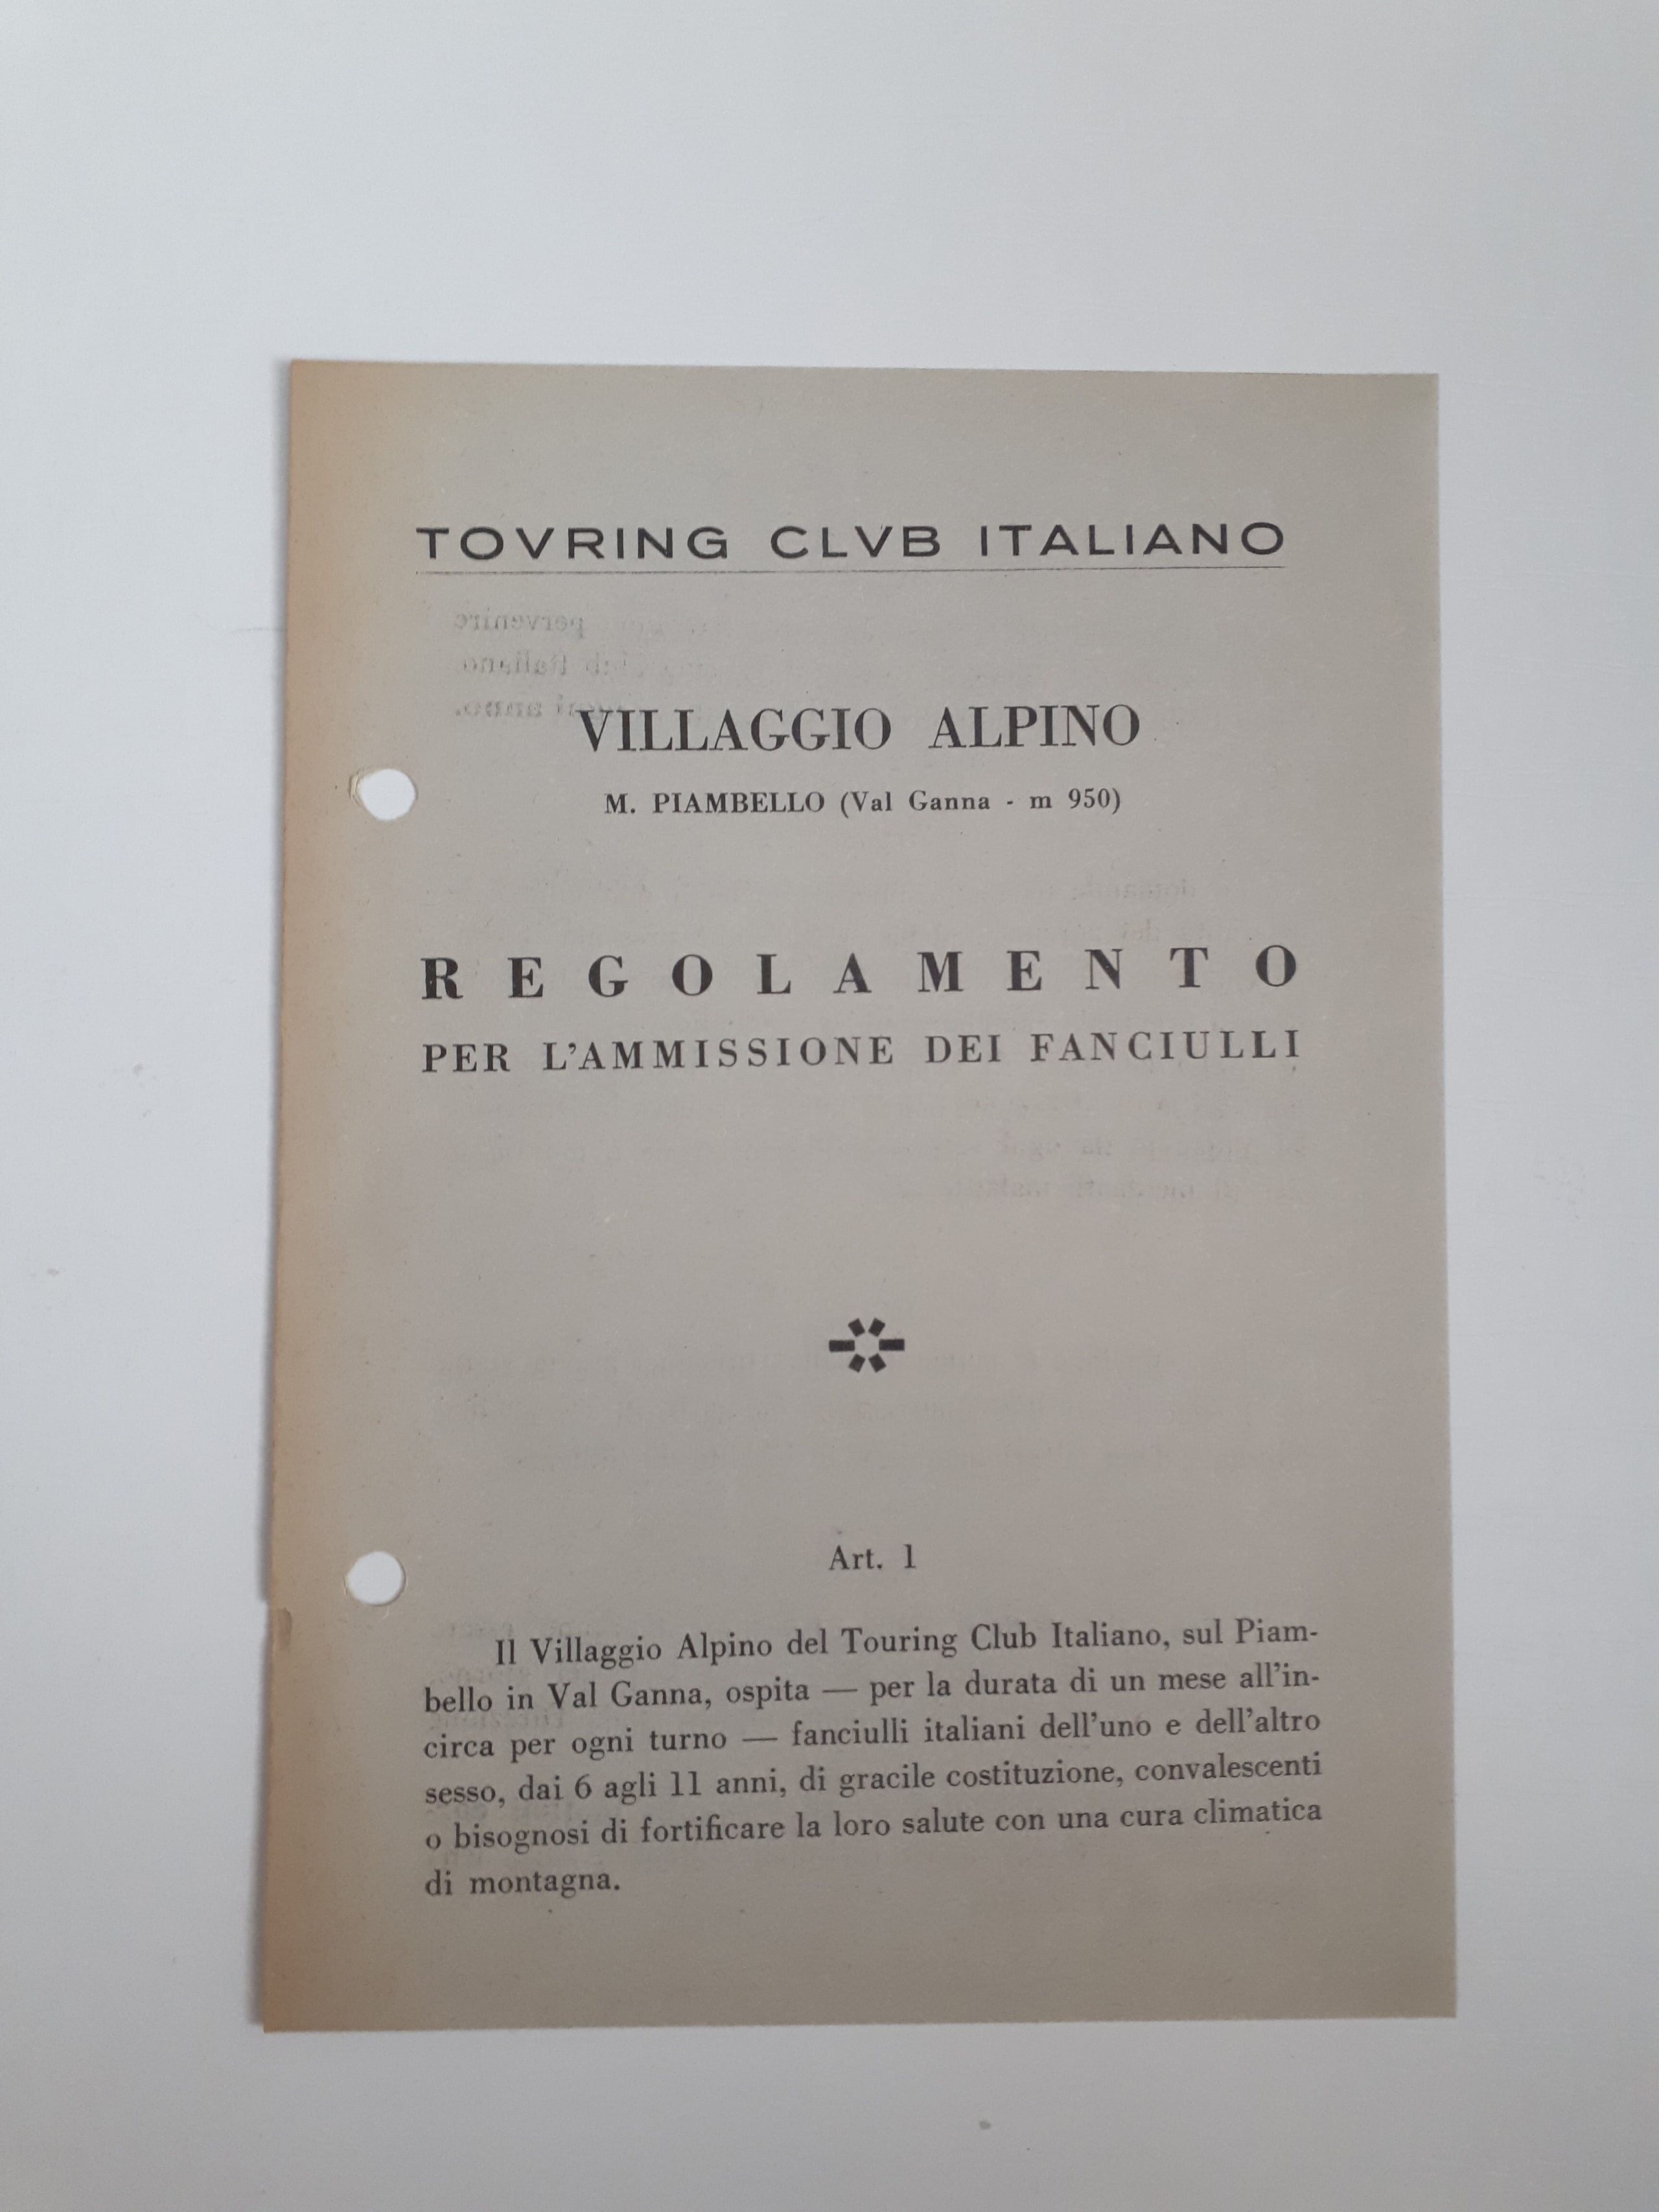 TOVRING CLVB ITALIANO
VILLAGGIO ALPINO
M. PIAMBELLO (Val Ganna - m 950)
REGOLAMENTO
PER L'AMMISSIONE DEI FANCIULLI
Art. 1
Il Villaggio Alpino del Touring Club Italiano, sul Piam-
bello in Val Ganna, ospita — per la durata di un mese all'in-
circa per ogni turno — fanciulli italiani dell'uno e dell'altro
sesso, dai 6 agli 11 anni, di gracile costituzione, convalescenti
o bisognosi di fortificare la loro salute con una cura climatica
di montagna.